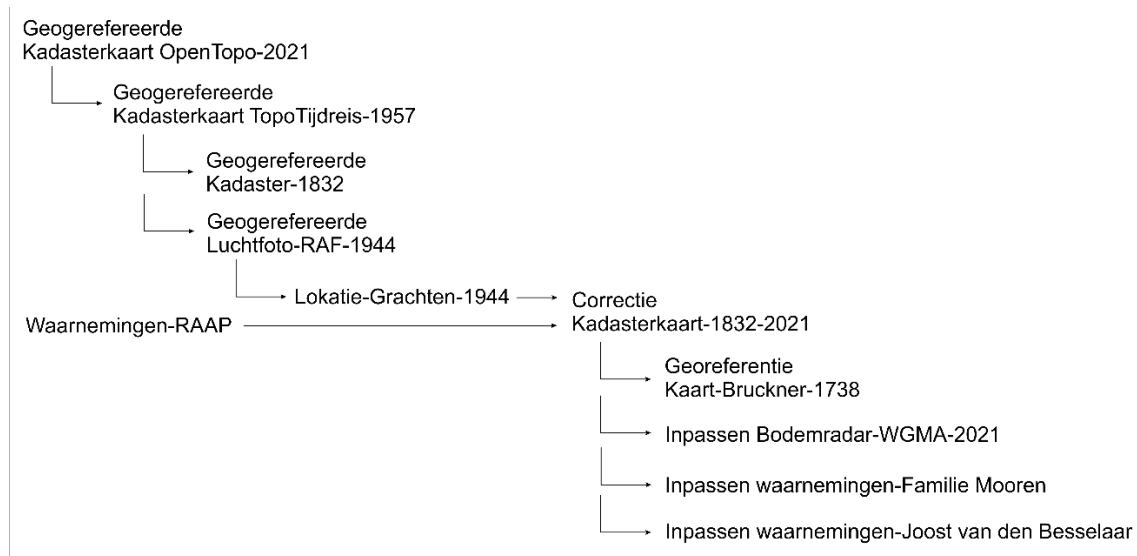 Geogerefereerde
Kadasterkaart OpenTopo-2021
Geogerefereerde
Kadasterkaart TopoTijdreis-1957
Geogerefereerde
Kadaster-1832
Geogerefereerde
Luchtfoto-RAF-1944
Lokatie-Grachten-1944
Waarnemingen-RAAP
Correctie
Kadasterkaart-1832-2021
Georeferentie
Kaart-Bruckner-1738
Inpassen Bodemradar-WGMA-2021
Inpassen waarnemingen-Familie Mooren
Inpassen waarnemingen-Joost van den Besselaar